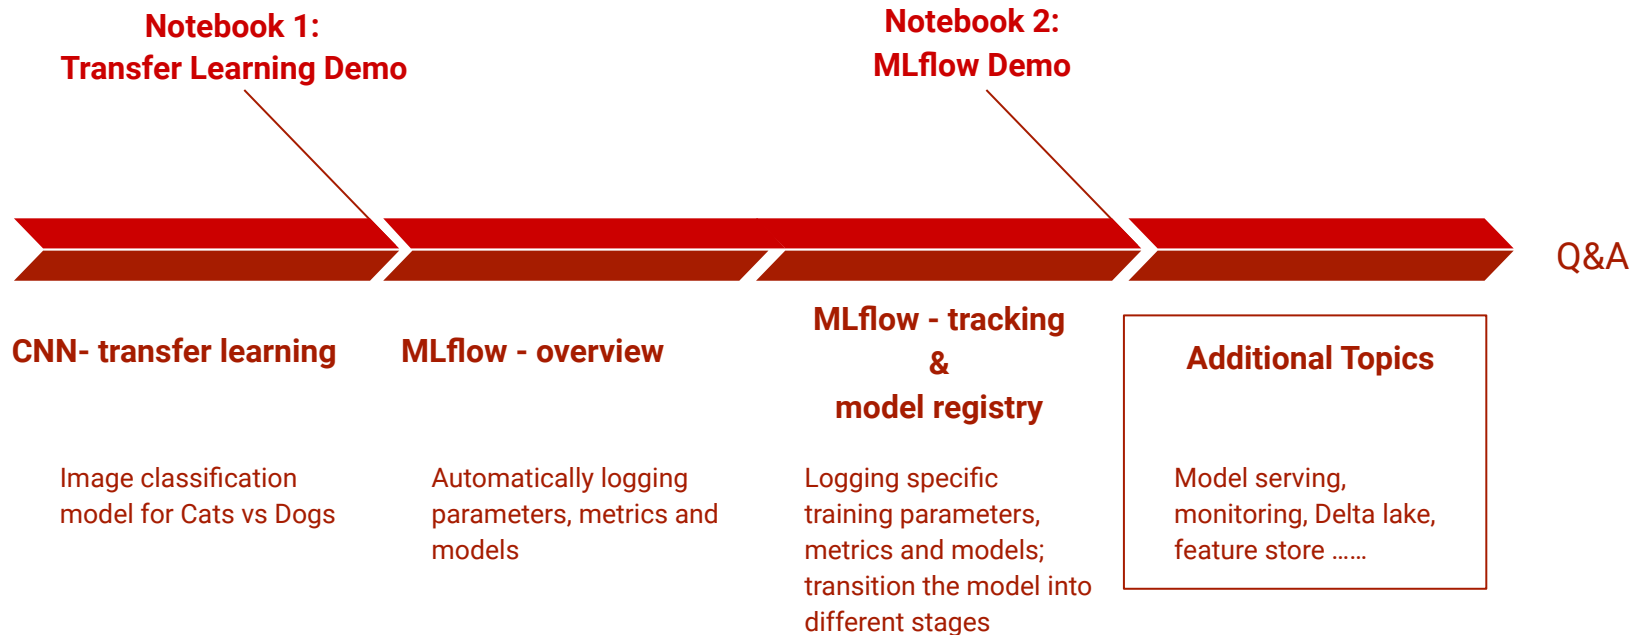 Notebook 1:
Transfer Learning Demo
Notebook 2:
MLflow Demo
Q&A
CNN- transfer learning
Image classification
model for Cats vs Dogs
MLflow - overview
Automatically logging
parameters, metrics and
models
MLflow - tracking
&
model registry
Logging specific
training parameters,
metrics and models;
transition the model into
different stages
Additional Topics
Model serving,
monitoring, Delta lake,
feature store ......